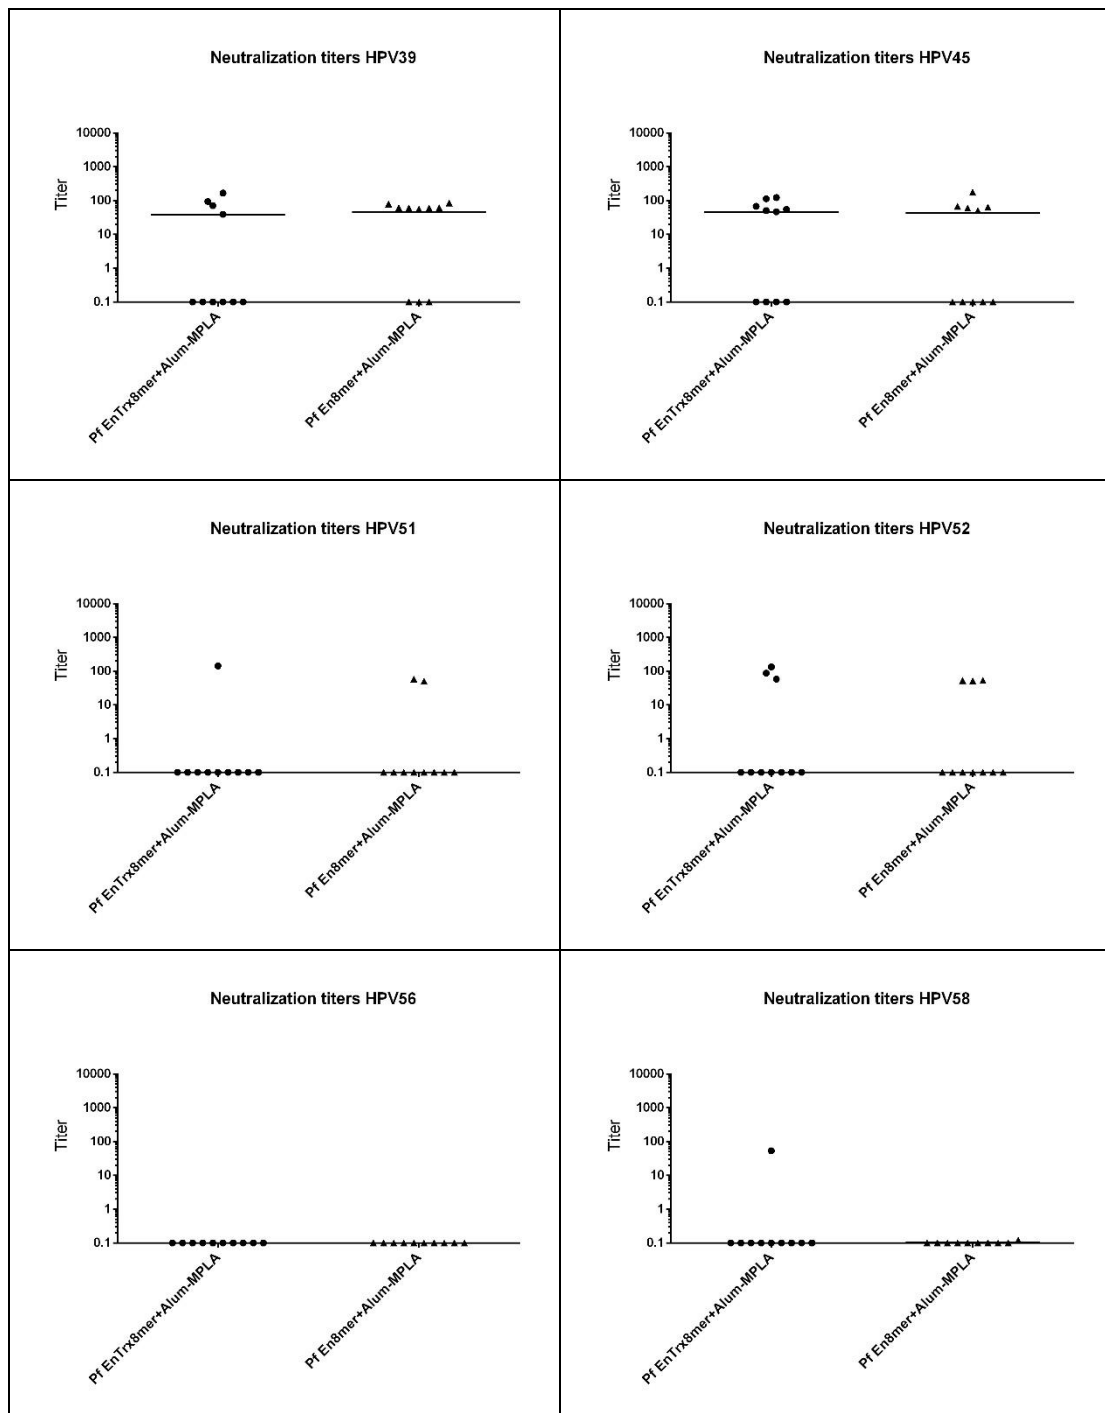 Neutralization titers HPV39
Titer
10000
1000
100
10
1
0.1
Pf EnTrx8mer+Alum-MPLA
Pf En8mer+Alum-MPLA
Neutralization titers HPV45
Titer
10000
1000
100
10
1
0.1
Pf EnTrx8mer+Alum-MPLA
Pf En8mer+Alum-MPLA
Neutralization titers HPV51
Titer
10000
1000
100
10
1
0.1
Pf EnTrx8mer+Alum-MPLA
Pf En8mer+Alum-MPLA
Neutralization titers HPV52
Titer
10000
1000
100
10
1
0.1
Pf EnTrx8mer+Alum-MPLA
Pf En8mer+Alum-MPLA
Neutralization titers HPV56
Titer
10000
1000
100
10
1
0.1
Pf EnTrx8mer+Alum-MPLA
Pf En8mer+Alum-MPLA
Neutralization titers HPV58
Titer
10000
1000
100
10
1
0.1
Pf EnTrx8mer+Alum-MPLA
Pf En8mer+Alum-MPLA